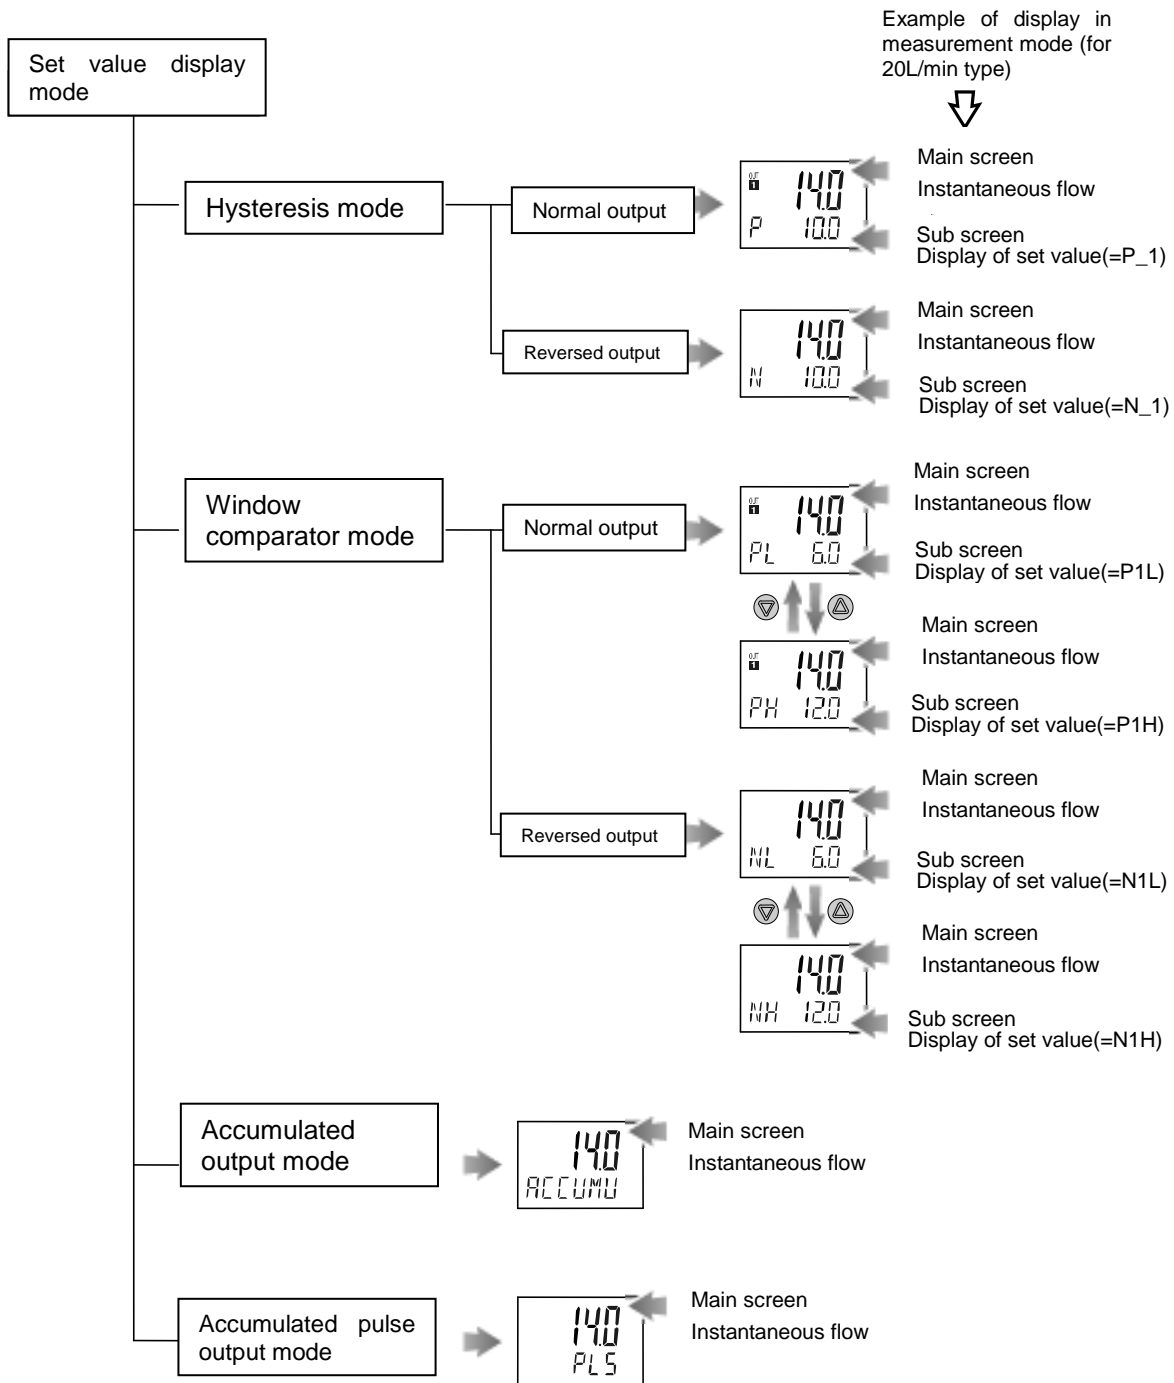 Example of display in
measurement mode (for
20L/min type)
Set value display
mode
Hysteresis mode
Normal output
OUT
1
14.0
P 10.0
Main screen
Instantaneous flow
Sub screen
Display of set value(=P_1)
Reversed output
14.0
N 10.0
Main screen
Instantaneous flow
Sub screen
Display of set value(=N_1)
Window
comparator mode
Normal output
OUT
1
14.0
PL 6.0
Main screen
Instantaneous flow
Sub screen
Display of set value(=P1L)
OUT
1
14.0
PH 12.0
Main screen
Instantaneous flow
Sub screen
Display of set value(=P1H)
Reversed output
14.0
NL 6.0
Main screen
Instantaneous flow
Sub screen
Display of set value(=N1L)
14.0
NH 12.0
Main screen
Instantaneous flow
Sub screen
Display of set value(=N1H)
Accumulated
output mode
14.0
ACCUMU
Main screen
Instantaneous flow
Accumulated pulse
output mode
14.0
PLS
Main screen
Instantaneous flow